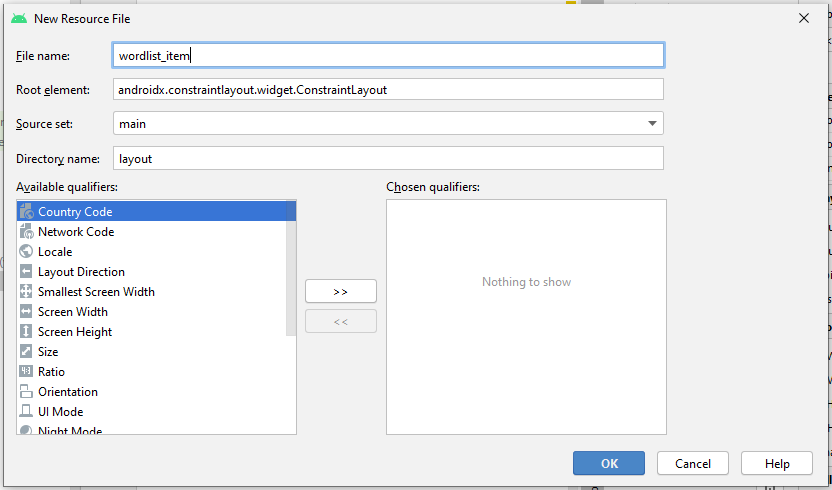 New Resource File
File name: wordlist_item
Root element: androidx.constraintlayout.widget.ConstraintLayout
Source set: main
Directory name: layout
Available qualifiers: Chosen qualifiers:
Country Code
Network Code
Locale
Layout Direction
Nothing to show
Smallest Screen Width
>>
Screen Width
<<
Screen Height
Size
Ratio
Orientation
UI Mode
Night Mode
OK Cancel Help